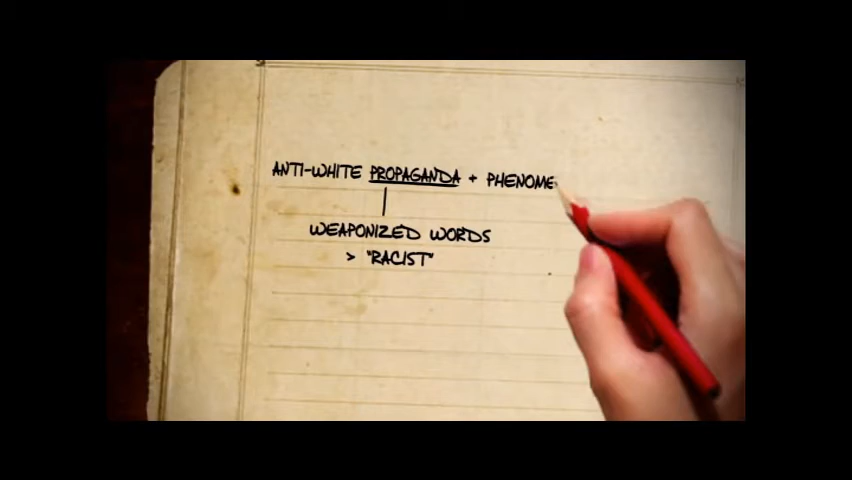 ANTI-WHITE PROPAGANDA + PHENOME
WEAPONIZED WORDS
> "RACIST"